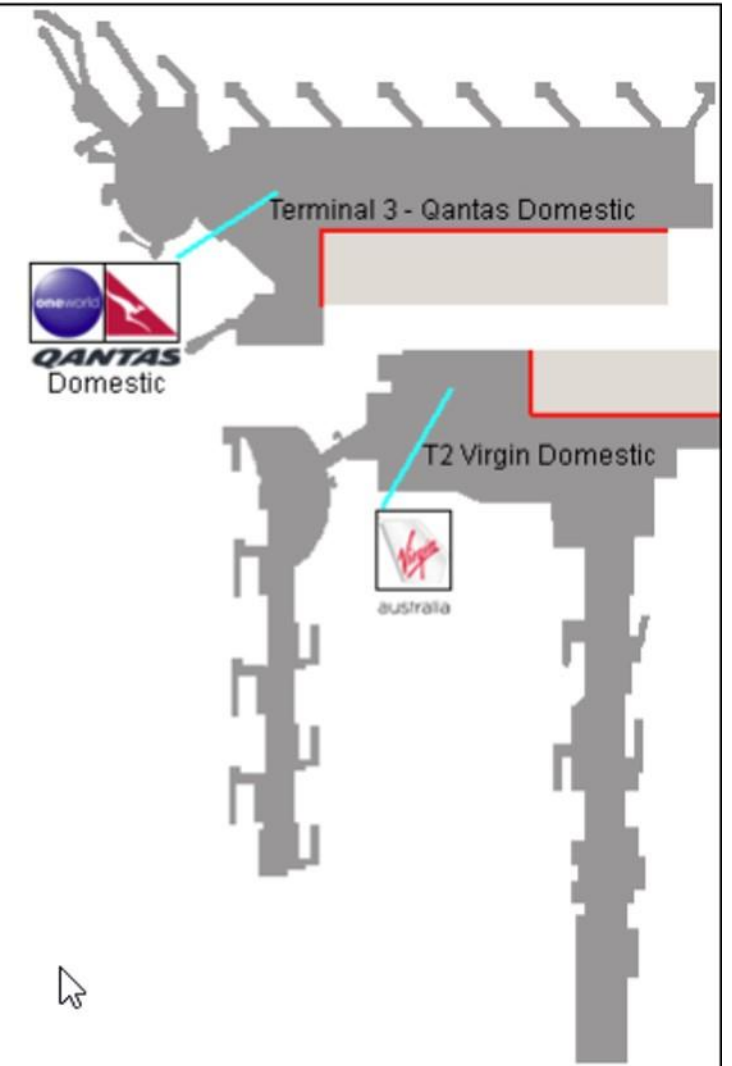 Terminal 3 - Qantas Domestic
oneworld
QANTAS
Domestic
T2 Virgin Domestic
Virgin
australia